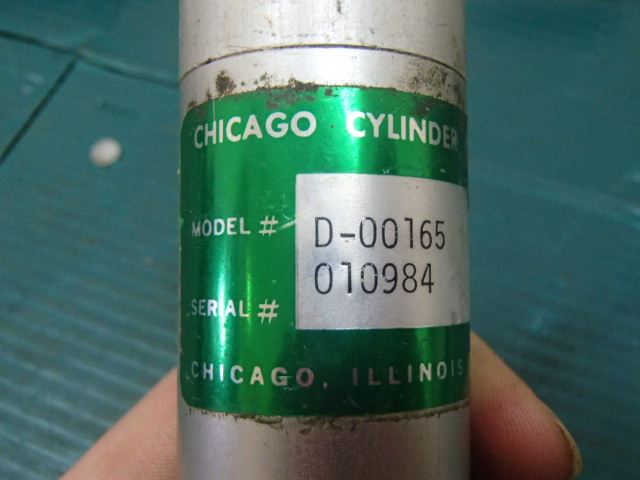 CHICAGO CYLINDER
MODEL # D-00165
010984
SERIAL #
CHICAGO, ILLINOIS